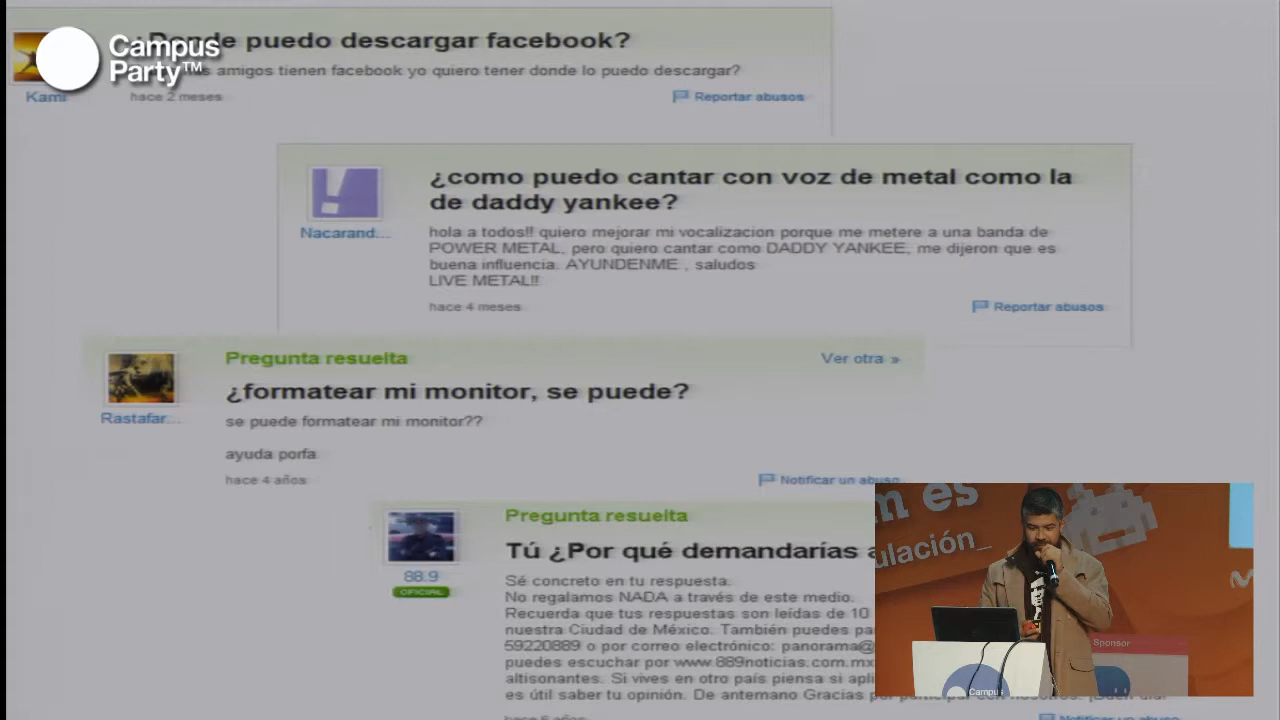 Campus
Party™
puedo descargar facebook?
amigos tienen facebook yo quiero tener donde lo puedo descargar?
Kami
hace 2 meses
Reportar abusos
¿como puedo cantar con voz de metal como la
de daddy yankee?
Nacarand...
hola a todos!! quiero mejorar mi vocalizacion porque me metere a una banda de
POWER METAL, pero quiero cantar como DADDY YANKEE, me dijeron que es
buena influencia. AYUNDENME , saludos
LIVE METAL!!
hace 4 meses
Reportar abusos
Pregunta resuelta
Ver otra »
¿formatear mi monitor, se puede?
Rastafar...
se puede formatear mi monitor??
ayuda porfa
hace 4 años
Notificar un abuso
Pregunta resuelta
Tú ¿Por qué demandarías
88.9
OFICIAL
Sé concreto en tu respuesta.
No regalamos NADA a través de este medio.
Recuerda que tus respuestas son leídas de 10
nuestra Ciudad de México. También puedes
59220889 o por correo electrónico: panorama@
puedes escuchar por www.889noticias.com.mx
altisonantes. Si vives en otro país piensa si
es útil saber tu opinión. De antemano Gracias por participar con nosotros.
m es
ulación_
Sponsor
Campus